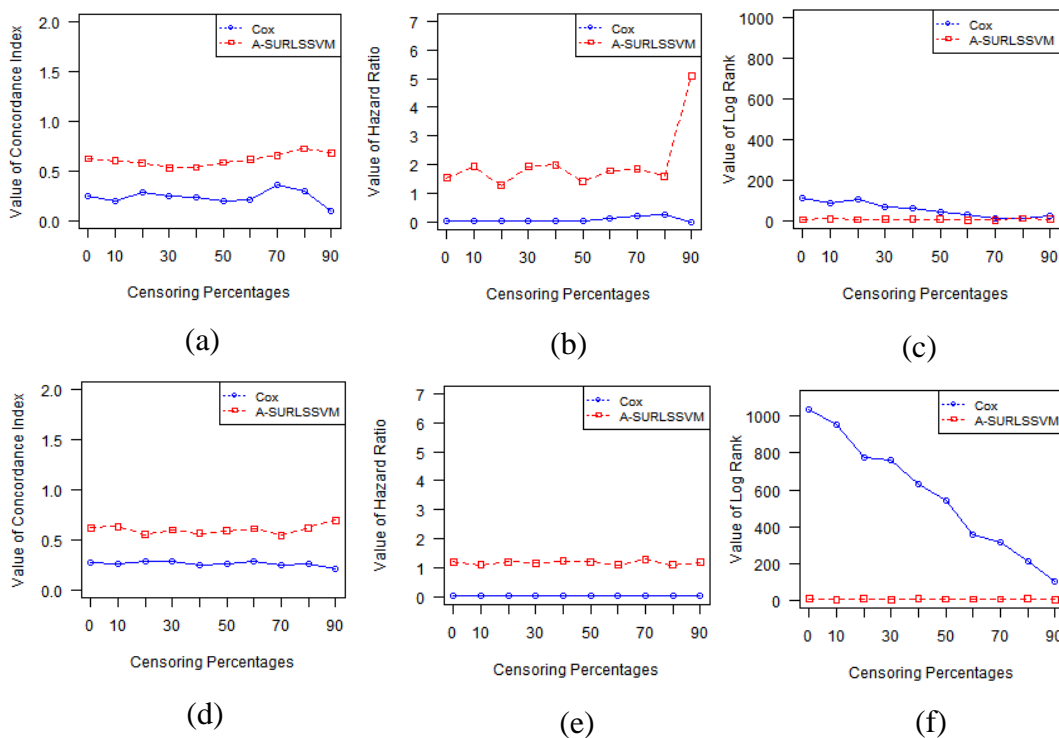 Value of Concordance Index
2.0
1.5
1.0
0.5
0.0
Cox
A-SURLSSVM
0 10 30 50 70 90
Censoring Percentages
(a)
Value of Hazard Ratio
7
6
5
4
3
2
1
0
Cox
A-SURLSSVM
0 10 30 50 70 90
Censoring Percentages
(b)
Value of Log Rank
1000
800
600
400
200
0
Cox
A-SURLSSVM
0 10 30 50 70 90
Censoring Percentages
(c)
Value of Concordance Index
2.0
1.5
1.0
0.5
0.0
Cox
A-SURLSSVM
0 10 30 50 70 90
Censoring Percentages
(d)
Value of Hazard Ratio
7
6
5
4
3
2
1
0
Cox
A-SURLSSVM
0 10 30 50 70 90
Censoring Percentages
(e)
Value of Log Rank
1000
800
600
400
200
0
Cox
A-SURLSSVM
0 10 30 50 70 90
Censoring Percentages
(f)